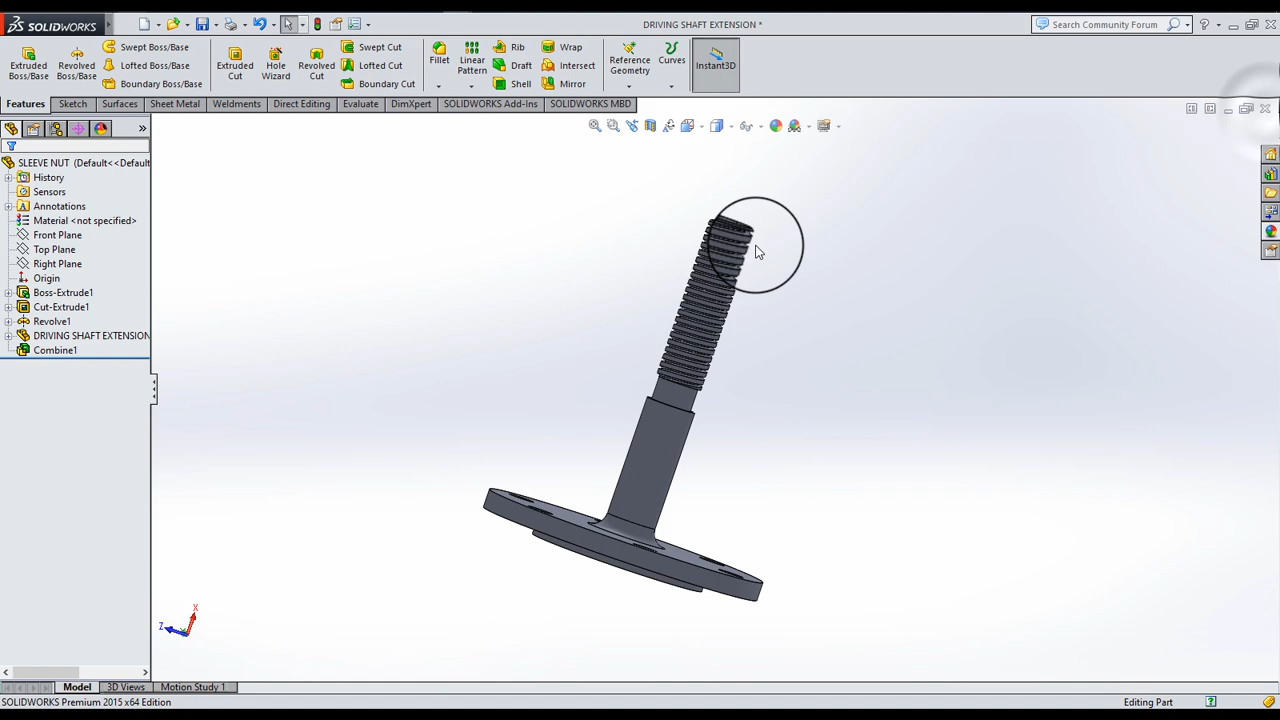 SOLIDWORKS
DRIVING SHAFT EXTENSION *
Search Community Forum
Extruded Boss/Base
Revolved Boss/Base
Swept Boss/Base
Lofted Boss/Base
Boundary Boss/Base
Extruded Cut
Hole Wizard
Revolved Cut
Swept Cut
Lofted Cut
Boundary Cut
Fillet
Linear Pattern
Rib
Draft
Shell
Wrap
Intersect
Mirror
Reference Geometry
Curves
Instant3D
Features
Sketch
Surfaces
Sheet Metal
Weldments
Direct Editing
Evaluate
DimXpert
SOLIDWORKS Add-Ins
SOLIDWORKS MBD
SLEEVE NUT (Default<<Default
History
Sensors
Annotations
Material <not specified>
Front Plane
Top Plane
Right Plane
Origin
Boss-Extrude1
Cut-Extrude1
Revolve1
DRIVING SHAFT EXTENSION
Combine1
X
Z
Model
3D Views
Motion Study 1
SOLIDWORKS Premium 2015 x64 Edition
Editing Part